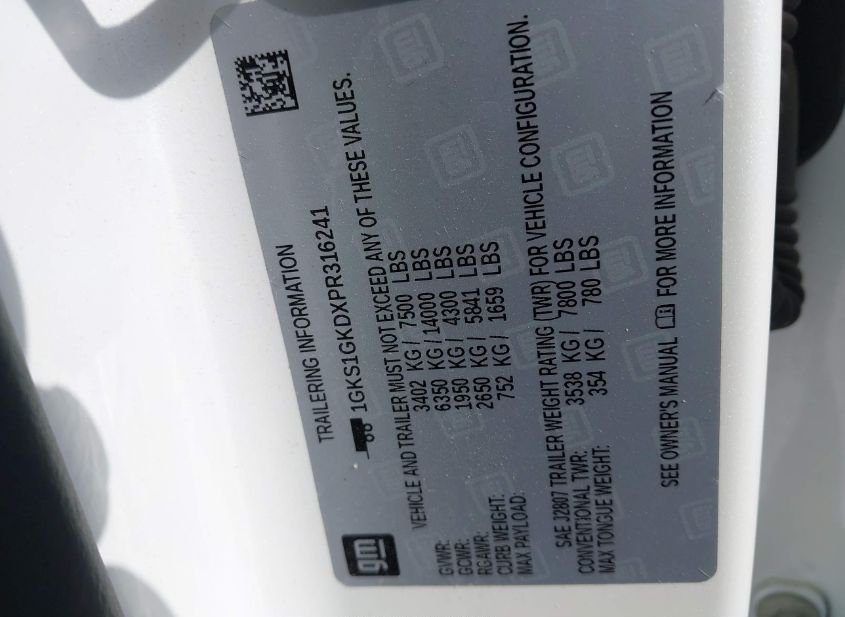 TRAILERING INFORMATION
1GKS1GKDXPR316241
VEHICLE AND TRAILER MUST NOT EXCEED ANY OF THESE VALUES.
GVWR: 3402 KG / 7500 LBS
GCWR: 6350 KG / 14000 LBS
RGAWR: 1950 KG / 4300 LBS
CURB WEIGHT: 2650 KG / 5841 LBS
MAX PAYLOAD: 752 KG / 1659 LBS
SAE J2807 TRAILER WEIGHT RATING (TWR) FOR VEHICLE CONFIGURATION.
CONVENTIONAL TWR: 3538 KG / 7800 LBS
MAX TONGUE WEIGHT: 354 KG / 780 LBS
SEE OWNER'S MANUAL FOR MORE INFORMATION
gm